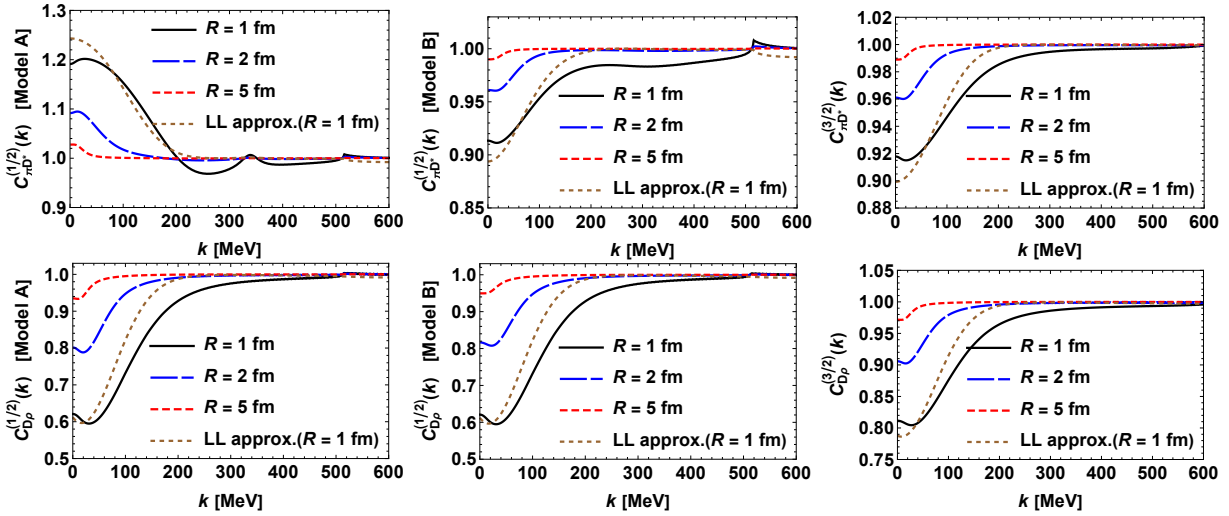 1.3
1.2
1.1
1.0
0.9
C_{πD*}^{(1/2)}(k) [Model A]
R = 1 fm
R = 2 fm
R = 5 fm
LL approx.(R = 1 fm)
0 100 200 300 400 500 600
k [MeV]
1.00
0.95
0.90
0.85
C_{πD*}^{(1/2)}(k) [Model B]
R = 1 fm
R = 2 fm
R = 5 fm
LL approx.(R = 1 fm)
0 100 200 300 400 500 600
k [MeV]
1.02
1.00
0.98
0.96
0.94
0.92
0.90
0.88
C_{πD*}^{(3/2)}(k)
R = 1 fm
R = 2 fm
R = 5 fm
LL approx.(R = 1 fm)
0 100 200 300 400 500 600
k [MeV]
1.0
0.9
0.8
0.7
0.6
0.5
C_{Dρ}^{(1/2)}(k) [Model A]
R = 1 fm
R = 2 fm
R = 5 fm
LL approx.(R = 1 fm)
0 100 200 300 400 500 600
k [MeV]
1.0
0.9
0.8
0.7
0.6
0.5
C_{Dρ}^{(1/2)}(k) [Model B]
R = 1 fm
R = 2 fm
R = 5 fm
LL approx.(R = 1 fm)
0 100 200 300 400 500 600
k [MeV]
1.05
1.00
0.95
0.90
0.85
0.80
0.75
C_{Dρ}^{(3/2)}(k)
R = 1 fm
R = 2 fm
R = 5 fm
LL approx.(R = 1 fm)
0 100 200 300 400 500 600
k [MeV]